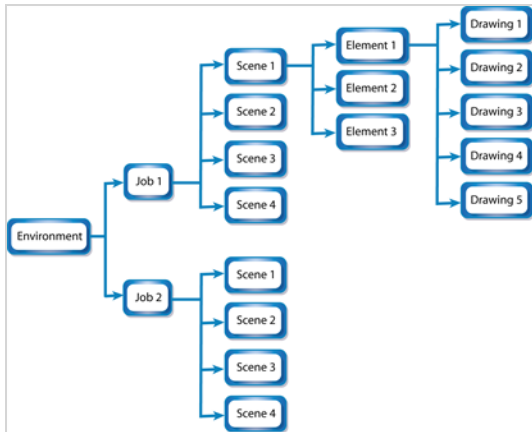 Environment
Job 1
Scene 1
Element 1
Drawing 1
Drawing 2
Drawing 3
Drawing 4
Drawing 5
Element 2
Element 3
Scene 2
Scene 3
Scene 4
Job 2
Scene 1
Scene 2
Scene 3
Scene 4